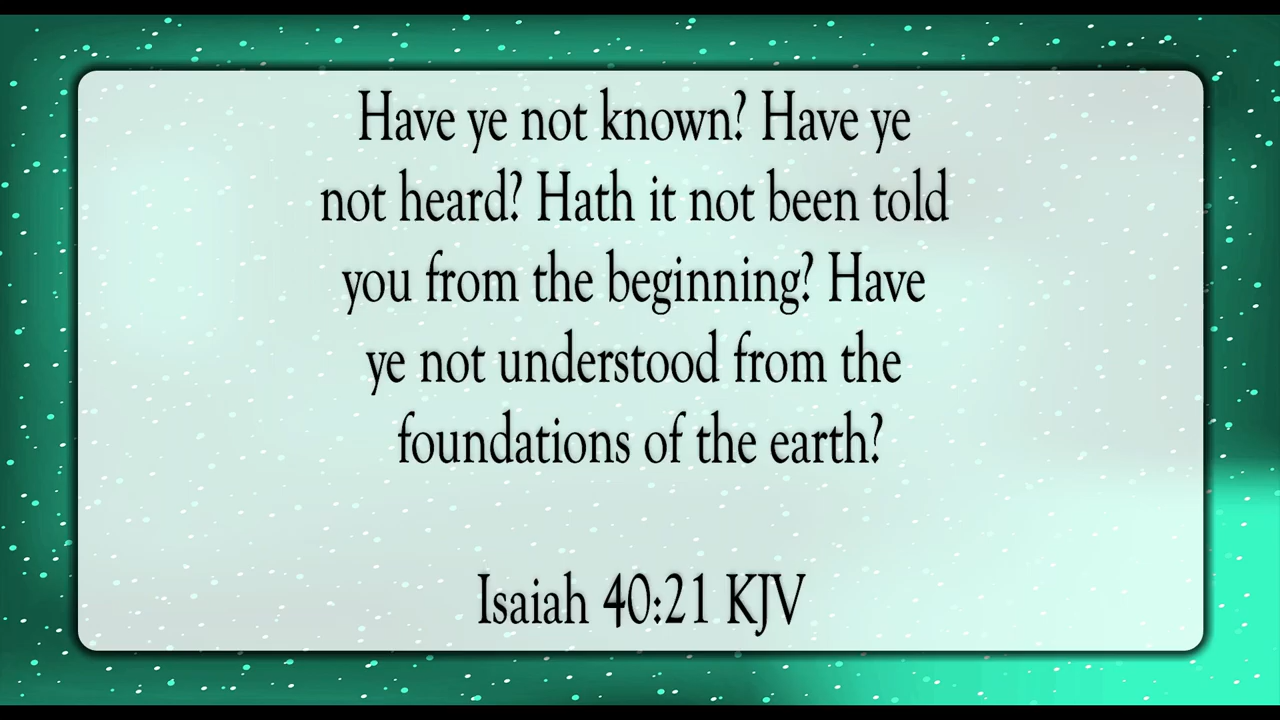 Have ye not known? Have ye
not heard? Hath it not been told
you from the beginning? Have
ye not understood from the
foundations of the earth?
Isaiah 40:21 KJV